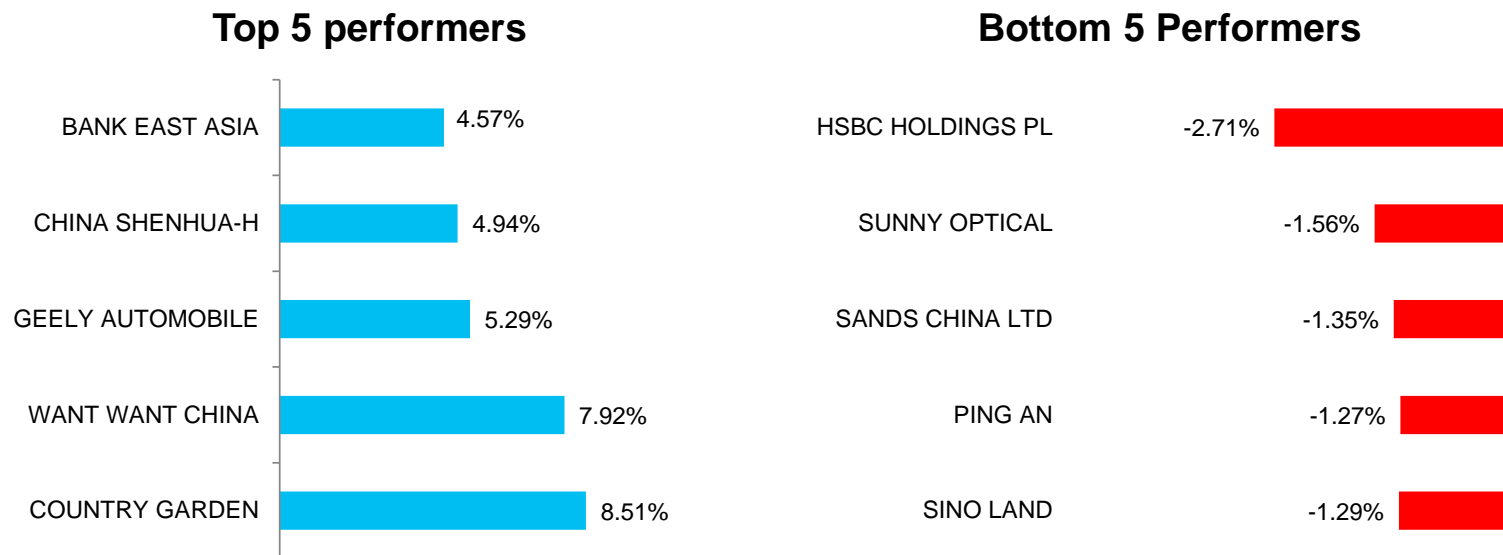 Top 5 performers
BANK EAST ASIA 4.57%
CHINA SHENHUA-H 4.94%
GEELY AUTOMOBILE 5.29%
WANT WANT CHINA 7.92%
COUNTRY GARDEN 8.51%
Bottom 5 Performers
HSBC HOLDINGS PL -2.71%
SUNNY OPTICAL -1.56%
SANDS CHINA LTD -1.35%
PING AN -1.27%
SINO LAND -1.29%